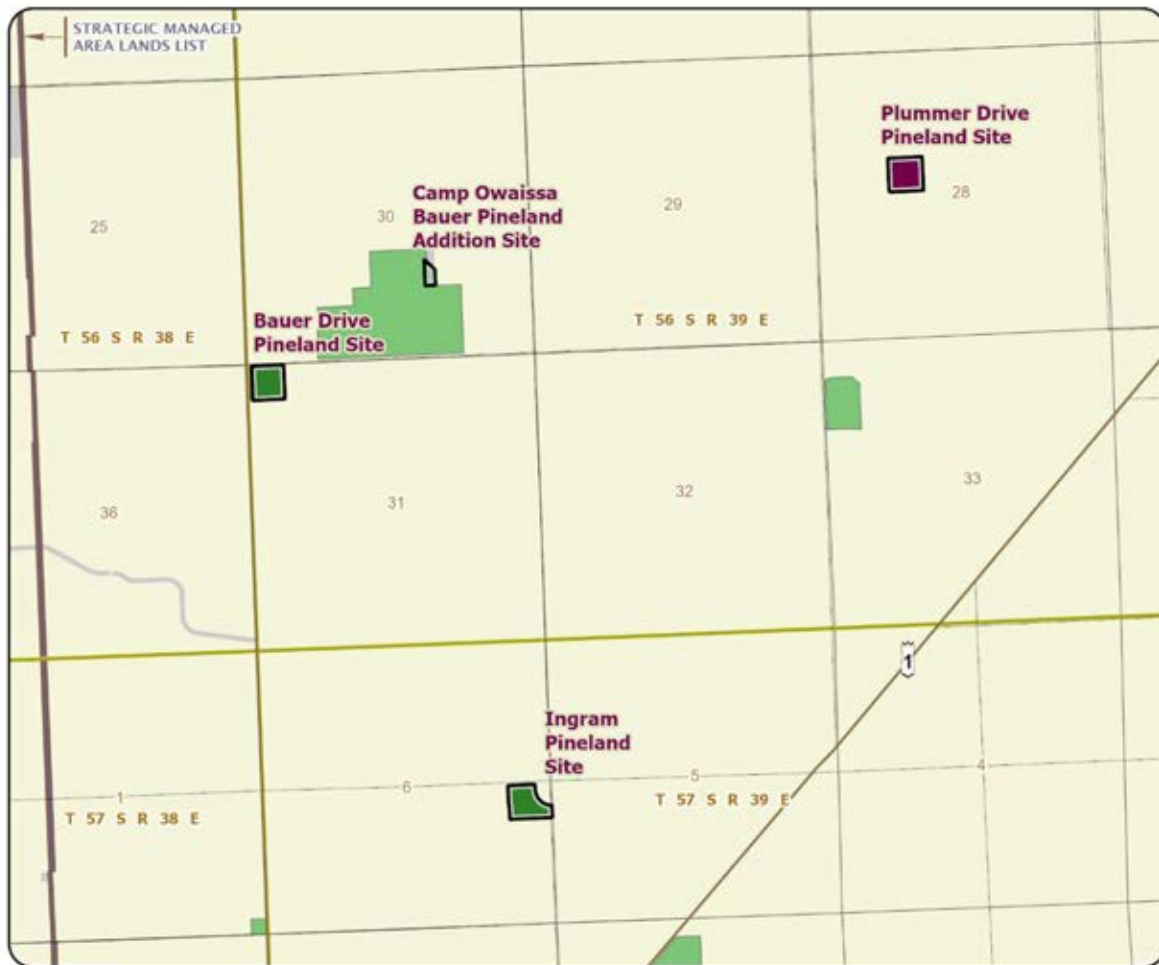 STRATEGIC MANAGED
AREA LANDS LIST
Plummer Drive
Pineland Site
28
29
Camp Owaissa
Bauer Pineland
Addition Site
30
25
T 56 S R 38 E
Bauer Drive
Pineland Site
T 56 S R 39 E
36
31
32
33
1
Ingram
Pineland
Site
1
6
5
4
T 57 S R 38 E
T 57 S R 39 E